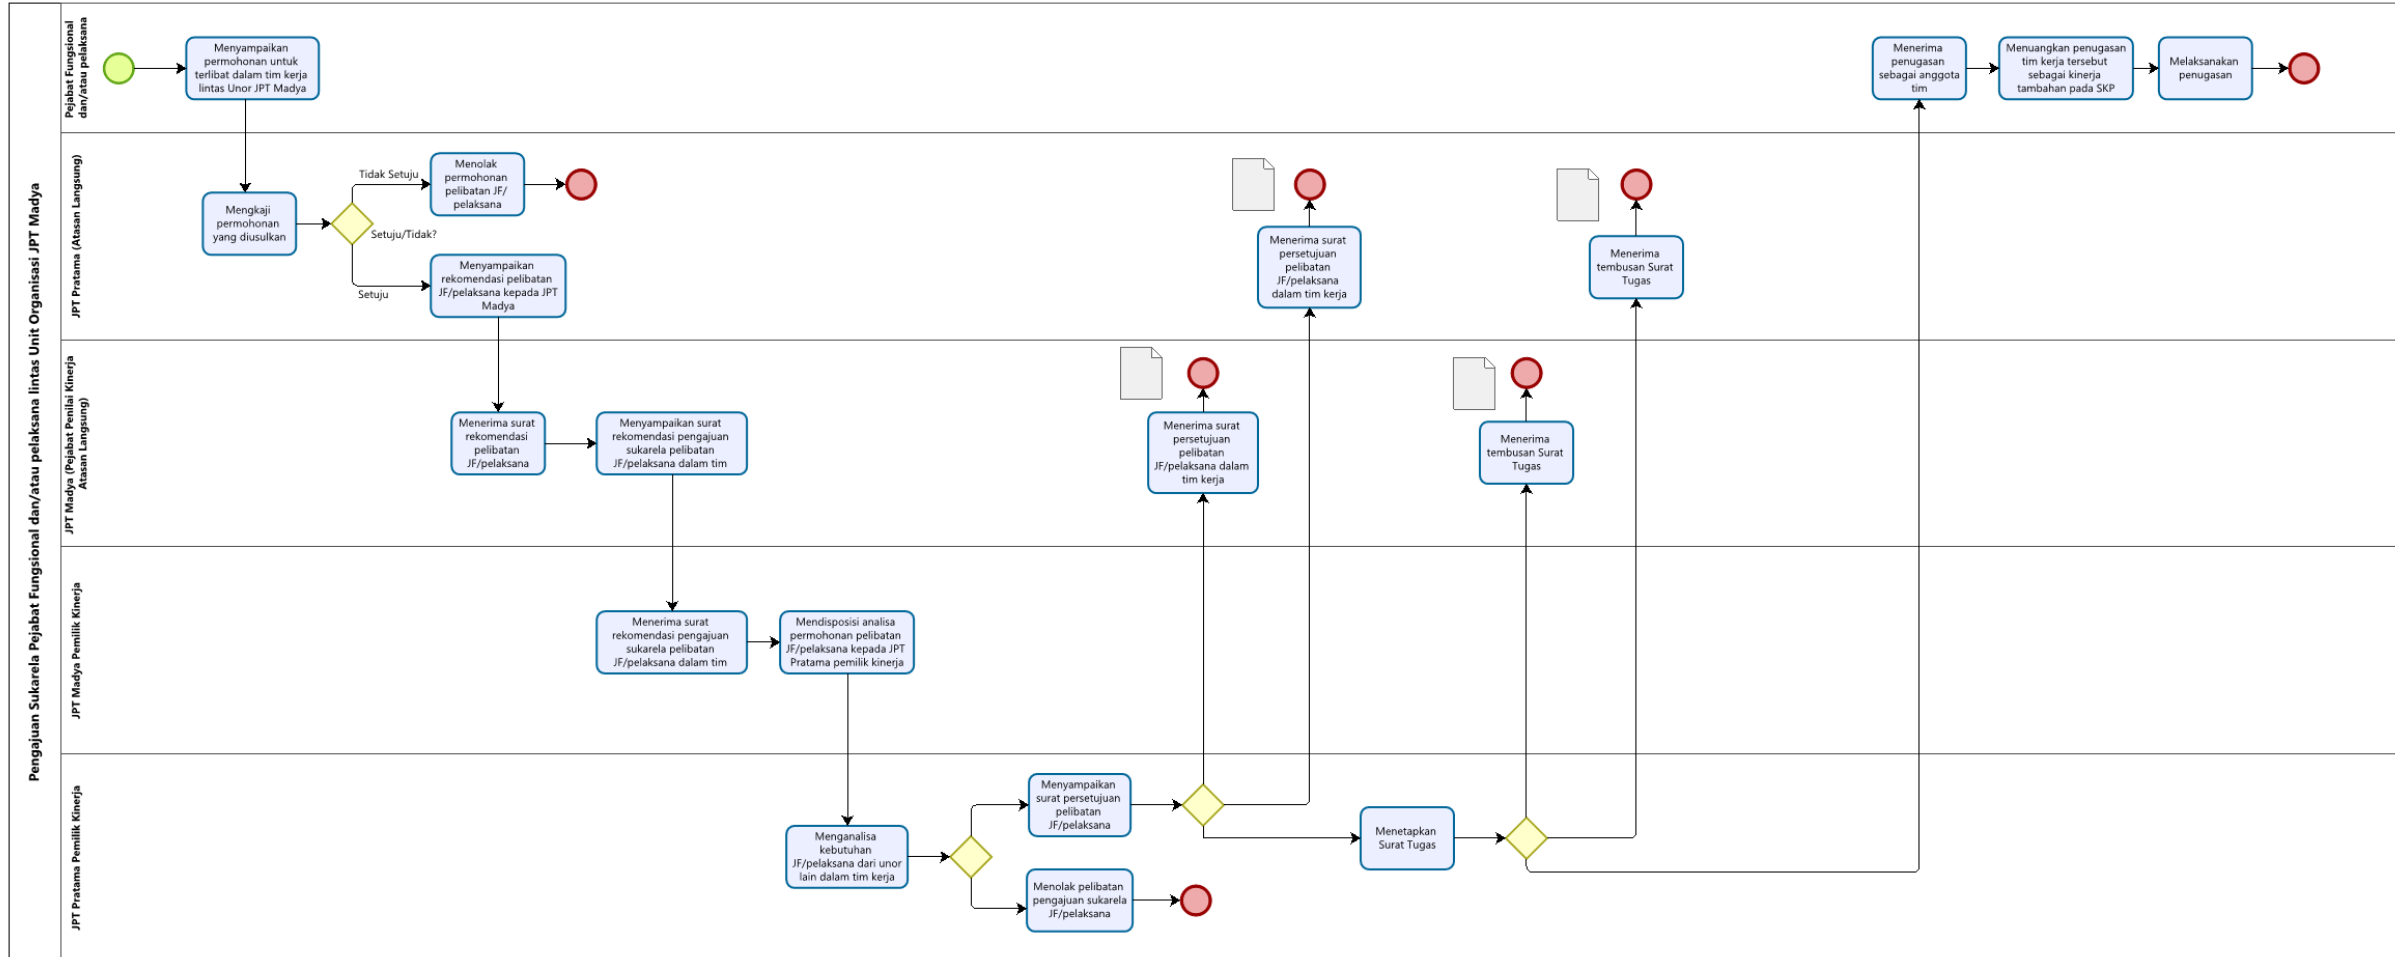 Pengajuan Sukarela Pejabat Fungsional dan/atau pelaksana lintas Unit Organisasi JPT Madya
Pejabat Fungsional
dan/atau pelaksana
Menyampaikan
permohonan untuk
terlibat dalam tim kerja
lintas Unor JPT Madya
Menerima
penugasan
sebagai anggota
tim
Menuangkan penugasan
tim kerja tersebut
sebagai kinerja
tambahan pada SKP
Melaksanakan
penugasan
JPT Pratama (Atasan Langsung)
Mengkaji
permohonan
yang diusulkan
Setuju/Tidak?
Tidak Setuju
Menolak
permohonan
pelibatan JF/
pelaksana
Setuju
Menyampaikan
rekomendasi pelibatan
JF/pelaksana kepada JPT
Madya
Menerima surat
persetujuan
pelibatan
JF/pelaksana
dalam tim kerja
Menerima
tembusan Surat
Tugas
JPT Madya (Pejabat Penilai Kinerja
Atasan Langsung)
Menerima surat
rekomendasi
pelibatan
JF/pelaksana
Menyampaikan surat
rekomendasi pengajuan
sukarela pelibatan
JF/pelaksana dalam tim
Menerima surat
persetujuan
pelibatan
JF/pelaksana dalam
tim kerja
Menerima
tembusan Surat
Tugas
JPT Madya Pemilik Kinerja
Menerima surat
rekomendasi pengajuan
sukarela pelibatan
JF/pelaksana dalam tim
Mendisposisi analisa
permohonan pelibatan
JF/pelaksana kepada JPT
Pratama pemilik kinerja
JPT Pratama Pemilik Kinerja
Menganalisa
kebutuhan
JF/pelaksana dari unor
lain dalam tim kerja
Menyampaikan
surat persetujuan
pelibatan
JF/pelaksana
Menolak pelibatan
pengajuan sukarela
JF/pelaksana
Menetapkan
Surat Tugas